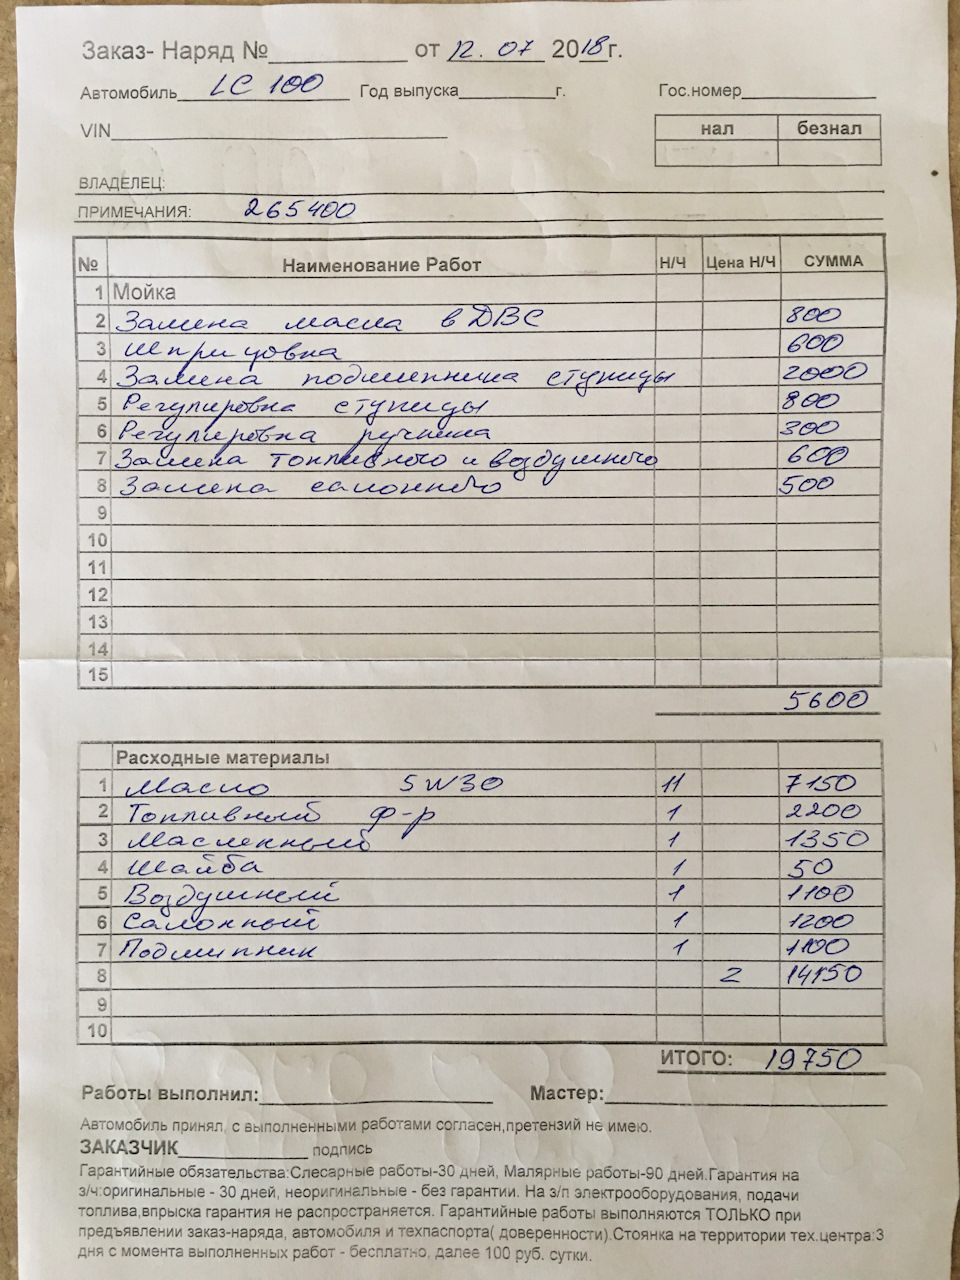 Заказ- Наряд №________ от 12. 07 2018г.
Автомобиль LC 100 Год выпуска________г. Гос.номер________
VIN________
нал безнал
ВЛАДЕЛЕЦ:
ПРИМЕЧАНИЯ: 265400
№ Наименование Работ Н/Ч Цена Н/Ч СУММА
1 Мойка
2 Замена масла в ДВС 800
3 Шприцовка 600
4 Замена подшипника ступицы 2000
5 Регулировка ступицы 800
6 Регулировка ручника 300
7 Замена топливного и воздушного 600
8 Замена салонного 500
9
10
11
12
13
14
15
5600
Расходные материалы
1 Масло 5W30 11 7150
2 Топливный ф-р 1 2200
3 Масленный 1 1350
4 Шайба 1 50
5 Воздушный 1 1100
6 Салонный 1 1200
7 Подшипник 1 1100
8 2 14150
9
10
ИТОГО: 19750
Работы выполнил:________ Мастер:________
Автомобиль принял, с выполненными работами согласен,претензий не имею.
ЗАКАЗЧИК________ подпись
Гарантийные обязательства:Слесарные работы-30 дней, Малярные работы-90 дней.Гарантия на
з/ч:оригинальные - 30 дней, неоригинальные - без гарантии. На з/п электрооборудования, подачи
топлива,впрыска гарантия не распространяется. Гарантийные работы выполняются ТОЛЬКО при
предъявлении заказ-наряда, автомобиля и техпаспорта( доверенности).Стоянка на территории тех.центра:3
дня с момента выполненных работ - бесплатно, далее 100 руб. сутки.